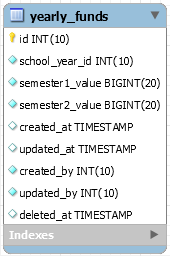 yearly_funds
id INT(10)
school_year_id INT(10)
semester1_value BIGINT(20)
semester2_value BIGINT(20)
created_at TIMESTAMP
updated_at TIMESTAMP
created_by INT(10)
updated_by INT(10)
deleted_at TIMESTAMP
Indexes